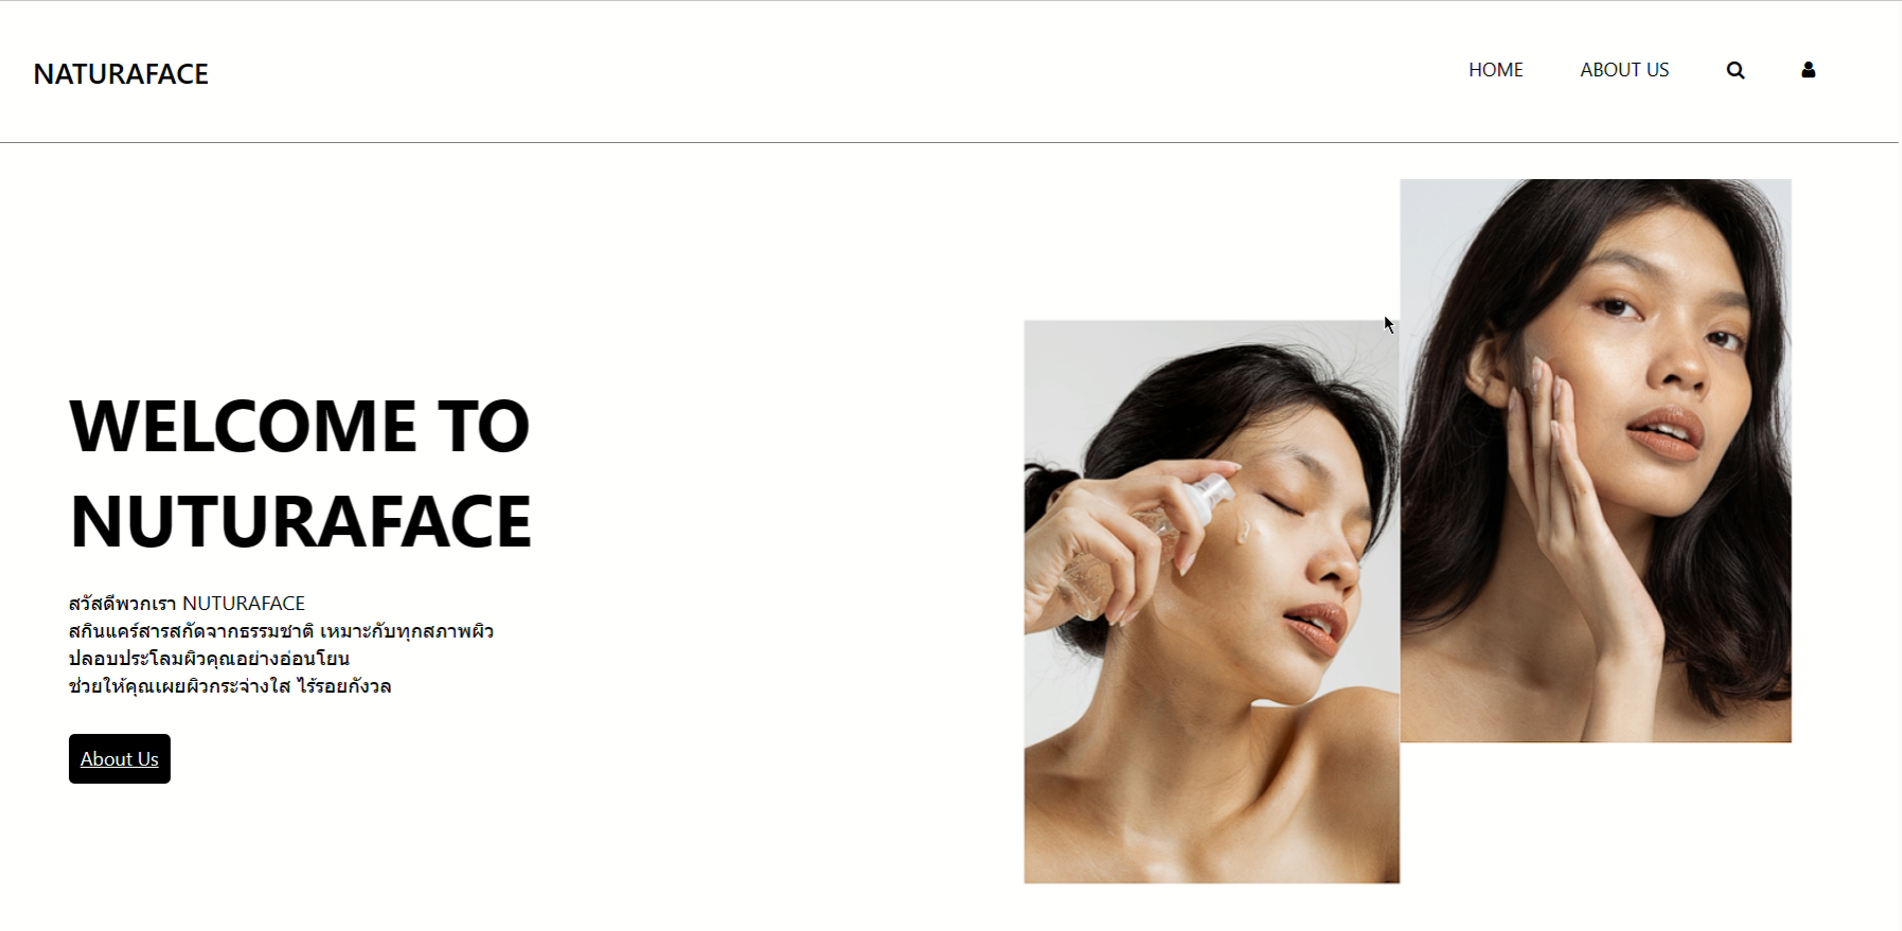 NATURAFACE
HOME
ABOUT US
WELCOME TO
NUTURAFACE
สวัสดีพวกเรา NUTURAFACE
สกินแคร์สารสกัดจากธรรมชาติ เหมาะกับทุกสภาพผิว
ปลอบประโลมผิวคุณอย่างอ่อนโยน
ช่วยให้คุณเผยผิวกระจ่างใส ไร้รอยกังวล
About Us